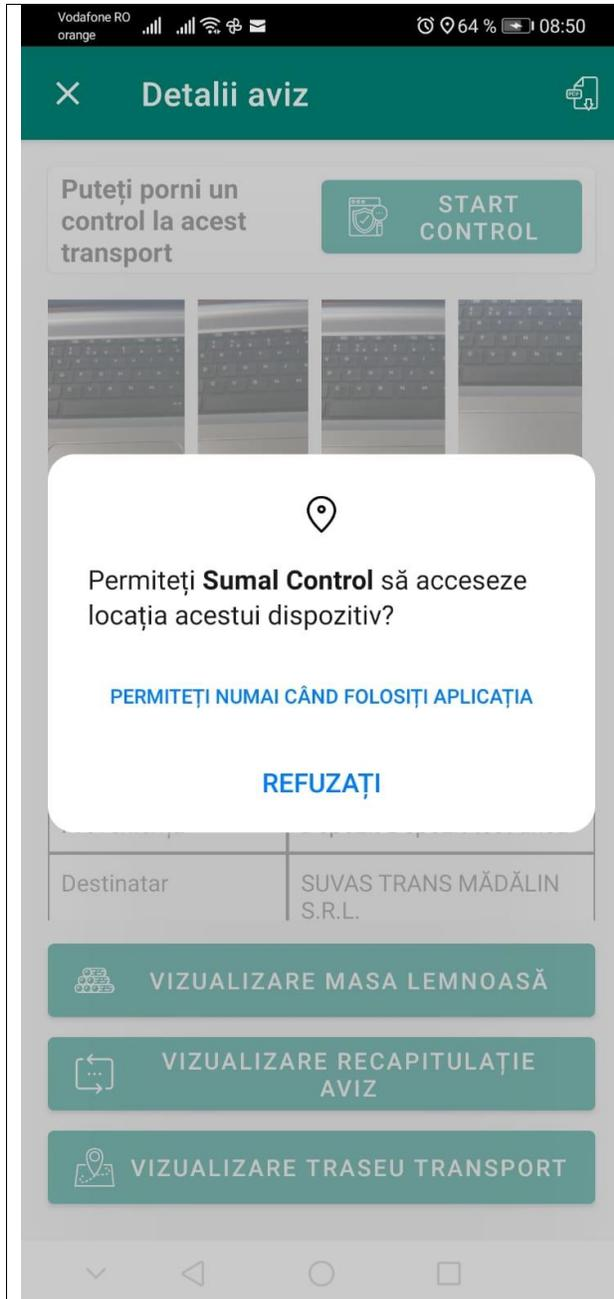 Vodafone RO
orange
64 %
08:50
Detalii aviz
PDF
Puteți porni un
control la acest
transport
START
CONTROL
Permiteți Sumal Control să acceseze
locația acestui dispozitiv?
PERMITEȚI NUMAI CÂND FOLOSIȚI APLICAȚIA
REFUZAȚI
Destinatar
SUVAS TRANS MĂDĂLIN
S.R.L.
VIZUALIZARE MASA LEMNOASĂ
VIZUALIZARE RECAPITULAȚIE
AVIZ
VIZUALIZARE TRASEU TRANSPORT